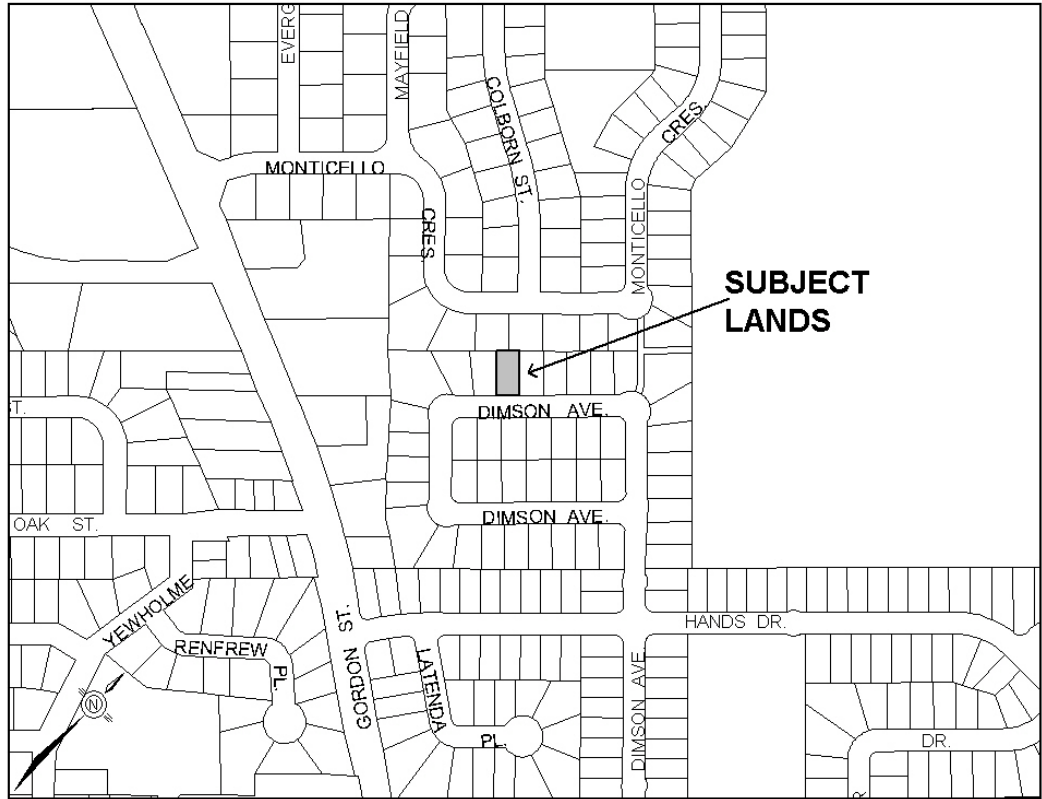 EVERG
MAYFIELD
COLBORN ST.
CRES.
MONTICELLO
CRES.
MONTICELLO
SUBJECT
LANDS
ST.
DIMSON AVE.
OAK ST.
DIMSON AVE.
YEWHOLME
RENFREW
PL.
GORDON ST.
LATENDA
PL.
HANDS DR.
DIMSON AVE.
N
DR.
R